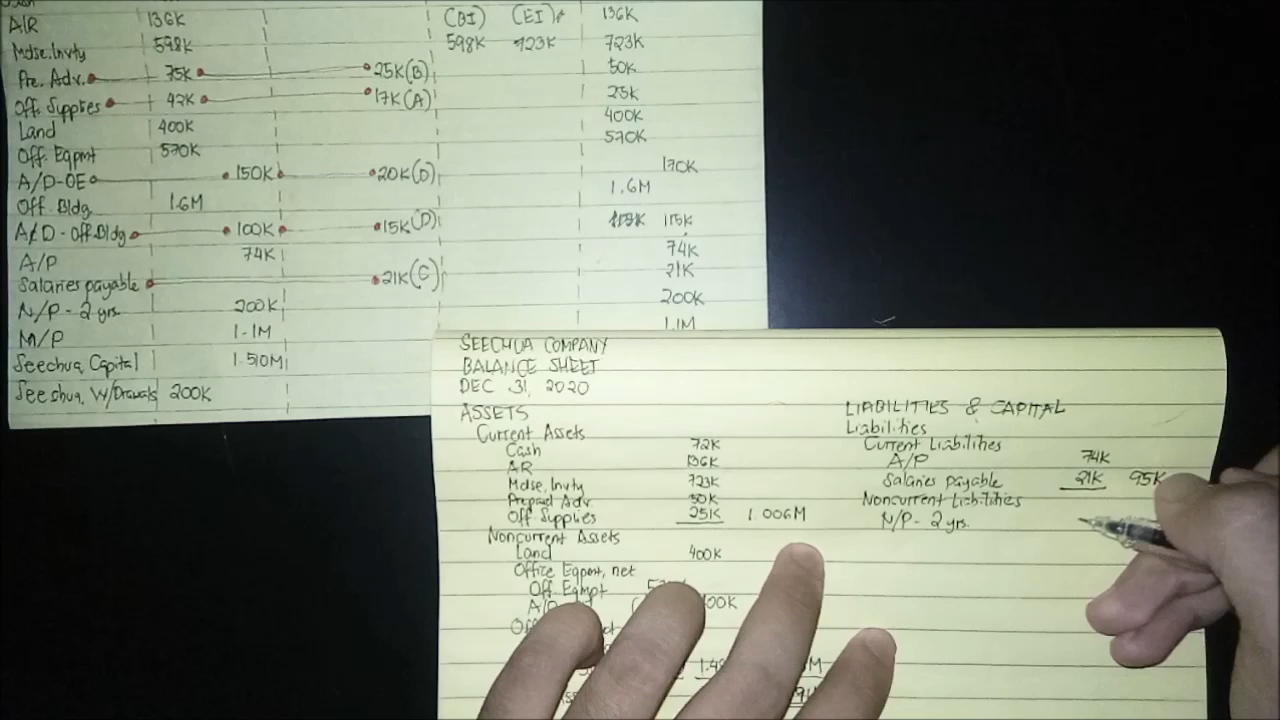 A/R 136K (BI) (EI) 136K
Mdse. Invty 598K 598K 723K 723K
Pre. Adv. 75K 25K(B) 50K
Off. Supplies 42K 17K(A) 25K
Land 400K 400K
Off. Eqpmt 570K 570K
A/D-OE 150K 20K(D) 170K
Off. Bldg 1.6M 1.6M
A/D - Off. Bldg 100K 15K(D) 115K
A/P 74K 74K
Salaries payable 21K(C) 21K
N/P - 2 yrs. 200K 200K
M/P 1.1M 1.1M
Seechua, Capital 1.510M
Seechua, W/Drawals 200K
SEECHUA COMPANY
BALANCE SHEET
DEC 31, 2020
ASSETS
Current Assets
Cash 72K
AR 136K
Mdse, Invty 723K
Prepaid Adv. 50K
Off. Supplies 25K 1.006M
Noncurrent Assets
Land 400K
Office Eqpmt, net
Off Eqmpt
A/D 400K
LIABILITIES & CAPITAL
Liabilities
Current Liabilities
A/P 74K
Salaries payable 21K 95K
Noncurrent Liabilities
N/P - 2 yrs.